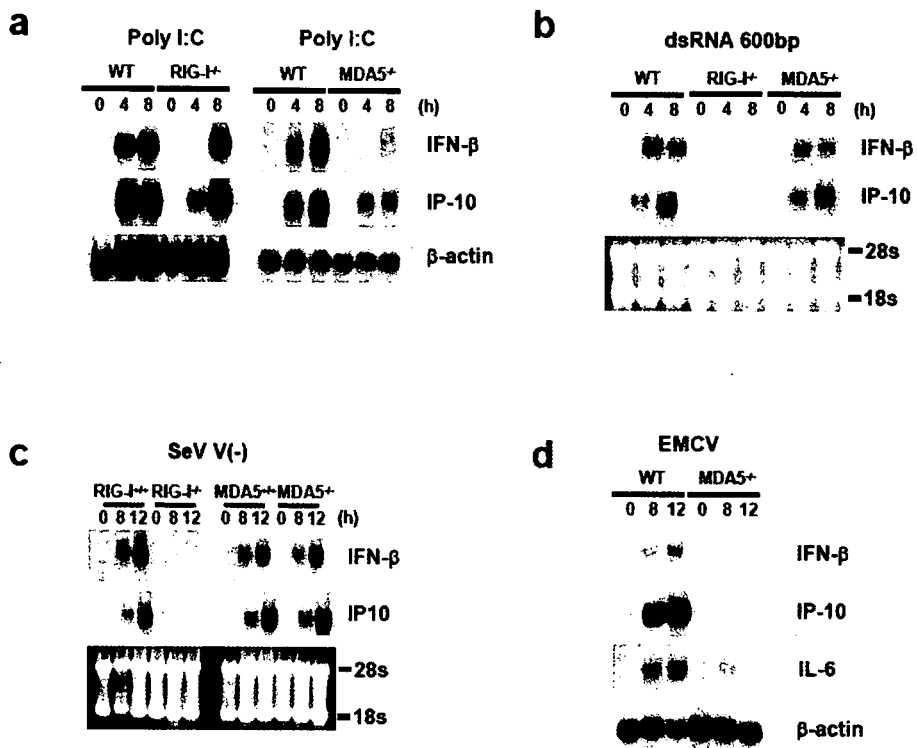 a
Poly I:C Poly I:C
WT RIG-I-/- WT MDA5-/-
0 4 8 0 4 8 0 4 8 0 4 8
IFN-β
IP-10
β-actin
b
dsRNA 600bp
WT RIG-I-/- MDA5-/-
0 4 8 0 4 8 0 4 8 (h)
IFN-β
IP-10
28s
18s
c
SeV V(-)
RIG-I+/+ RIG-I-/- MDA5+/+ MDA5-/-
0 8 12 0 8 12 0 8 12 0 8 12 (h)
IFN-β
IP10
28s
18s
d
EMCV
WT MDA5-/-
0 8 12 0 8 12
IFN-β
IP-10
IL-6
β-actin